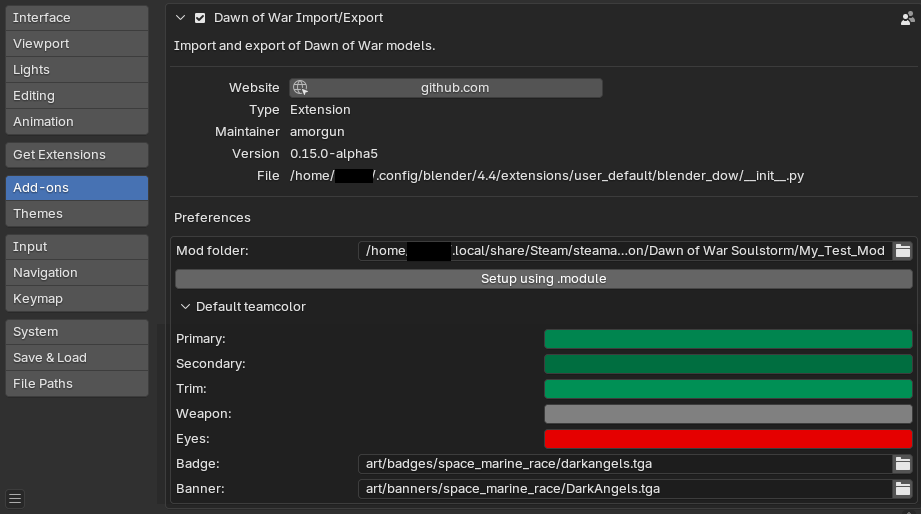 Interface
Viewport
Lights
Editing
Animation
Get Extensions
Add-ons
Themes
Input
Navigation
Keymap
System
Save & Load
File Paths
Dawn of War Import/Export
Import and export of Dawn of War models.
Website github.com
Type Extension
Maintainer amorgun
Version 0.15.0-alpha5
File /home/ /.config/blender/4.4/extensions/user_default/blender_dow/__init__.py
Preferences
Mod folder: /home/ .local/share/Steam/steama...on/Dawn of War Soulstorm/My_Test_Mod
Setup using .module
Default teamcolor
Primary:
Secondary:
Trim:
Weapon:
Eyes:
Badge: art/badges/space_marine_race/darkangels.tga
Banner: art/banners/space_marine_race/DarkAngels.tga